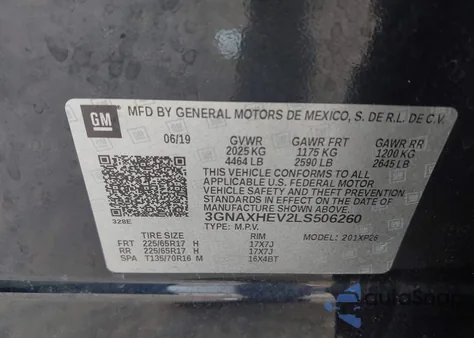 GM
MFD BY GENERAL MOTORS DE MEXICO, S. DE R.L. DE C.V.
06/19 GVWR GAWR FRT GAWR RR
2025 KG 1175 KG 1200 KG
4464 LB 2590 LB 2645 LB
THIS VEHICLE CONFORMS TO ALL
APPLICABLE U.S. FEDERAL MOTOR
VEHICLE SAFETY AND THEFT PREVENTION
STANDARDS IN EFFECT ON THE DATE OF
MANUFACTURE SHOWN ABOVE.
3GNAXHEV2LS506260
TYPE: M.P.V.
328E
TIRE SIZE RIM MODEL: 201XP26
FRT 225/65R17 H 17X7J
RR 225/65R17 H 17X7J
SPA T135/70R16 M 16X4BT